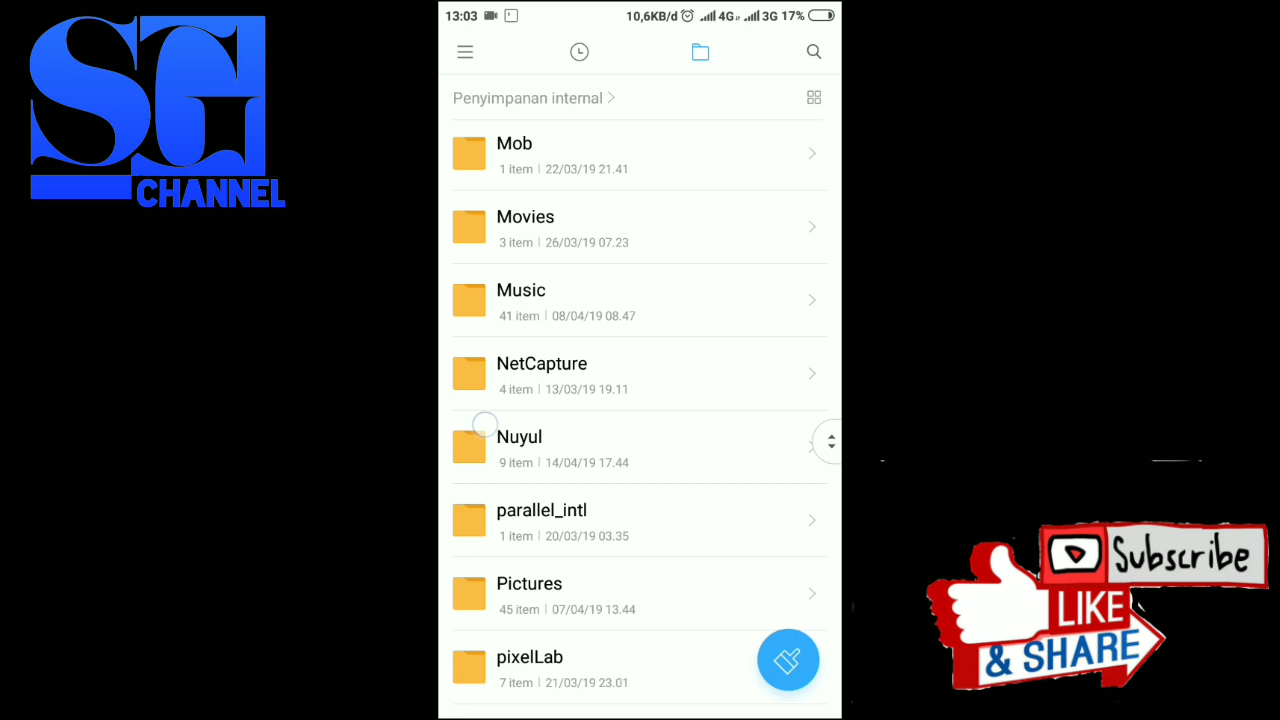 SG
CHANNEL
13:03
10,6KB/d 4G 3G 17%
Penyimpanan internal
Mob
1 item | 22/03/19 21.41
Movies
3 item | 26/03/19 07.23
Music
41 item | 08/04/19 08.47
NetCapture
4 item | 13/03/19 19.11
Nuyul
9 item | 14/04/19 17.44
parallel_intl
1 item | 20/03/19 03.35
Pictures
45 item | 07/04/19 13.44
pixelLab
7 item | 21/03/19 23.01
Subscribe
LIKE
& SHARE